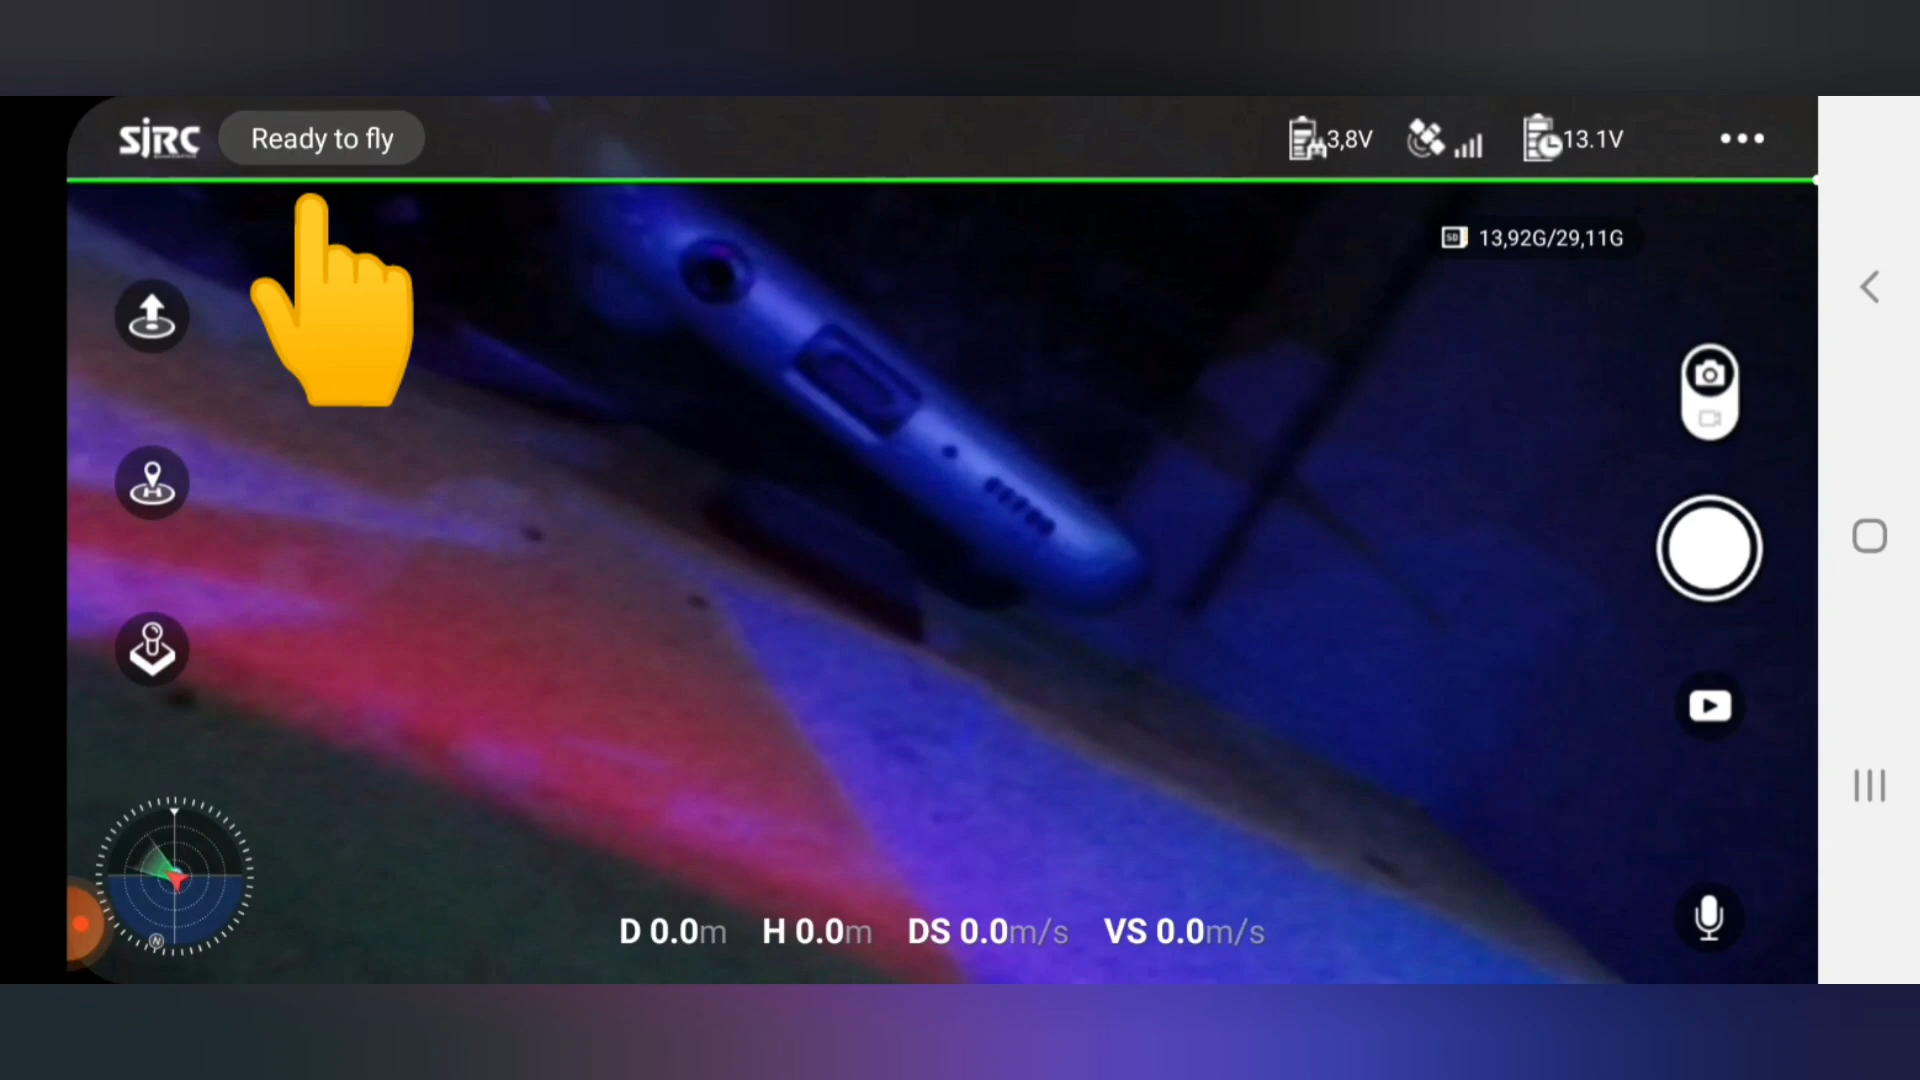 SJRC
Ready to fly
3,8V
13.1V
SD 13,92G/29,11G
H
N
D 0.0m H 0.0m DS 0.0m/s VS 0.0m/s